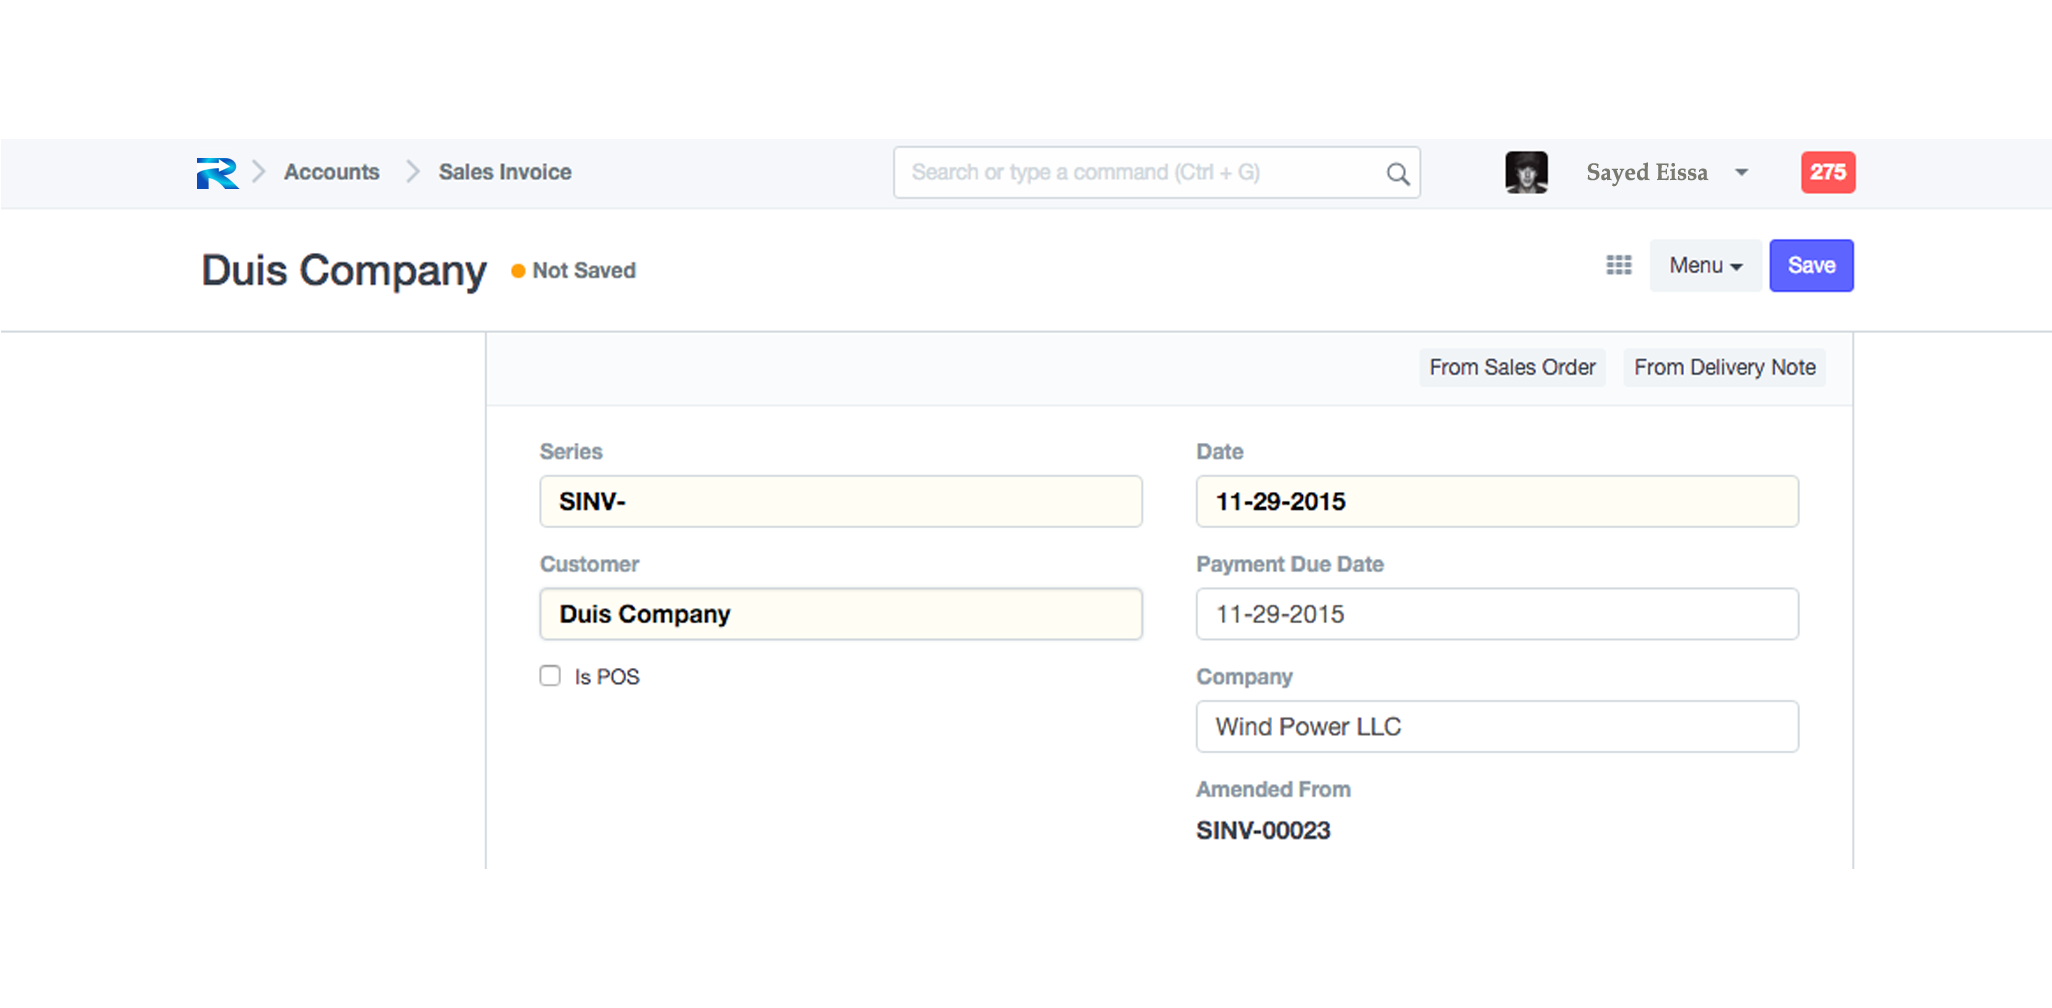 Accounts Sales Invoice Search or type a command (Ctrl + G) Sayed Eissa 275
Duis Company Not Saved Menu Save
From Sales Order From Delivery Note
Series Date
SINV- 11-29-2015
Customer Payment Due Date
Duis Company 11-29-2015
Is POS Company
Wind Power LLC
Amended From
SINV-00023